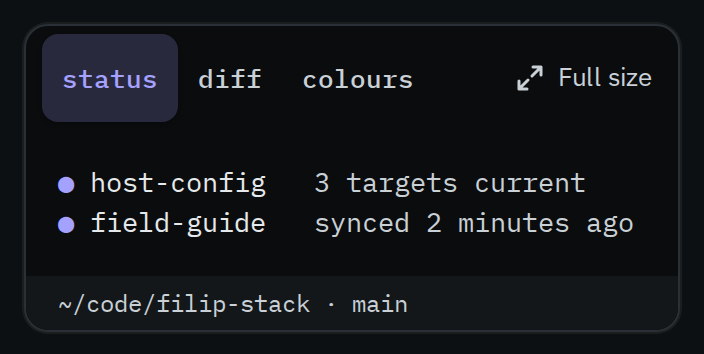 status diff colours Full size
host-config 3 targets current
field-guide synced 2 minutes ago
~/code/filip-stack · main